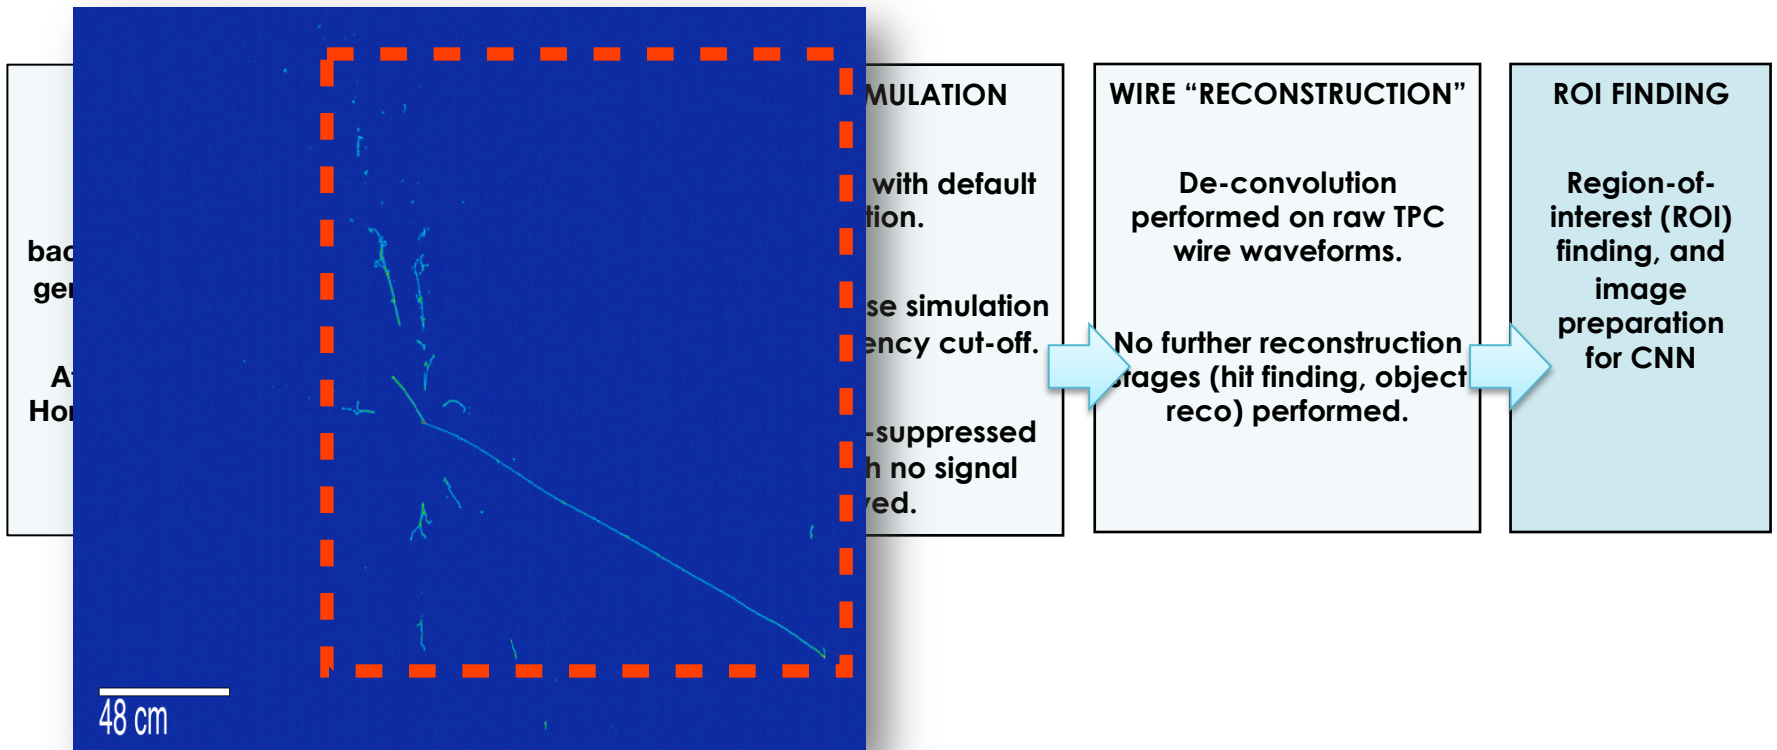 MULATION
with default
tion.
se simulation
ency cut-off.
-suppressed
no signal
WIRE “RECONSTRUCTION”
De-convolution
performed on raw TPC
wire waveforms.
No further reconstruction
stages (hit finding, object
reco) performed.
ROI FINDING
Region-of-
interest (ROI)
finding, and
image
preparation
for CNN
48 cm